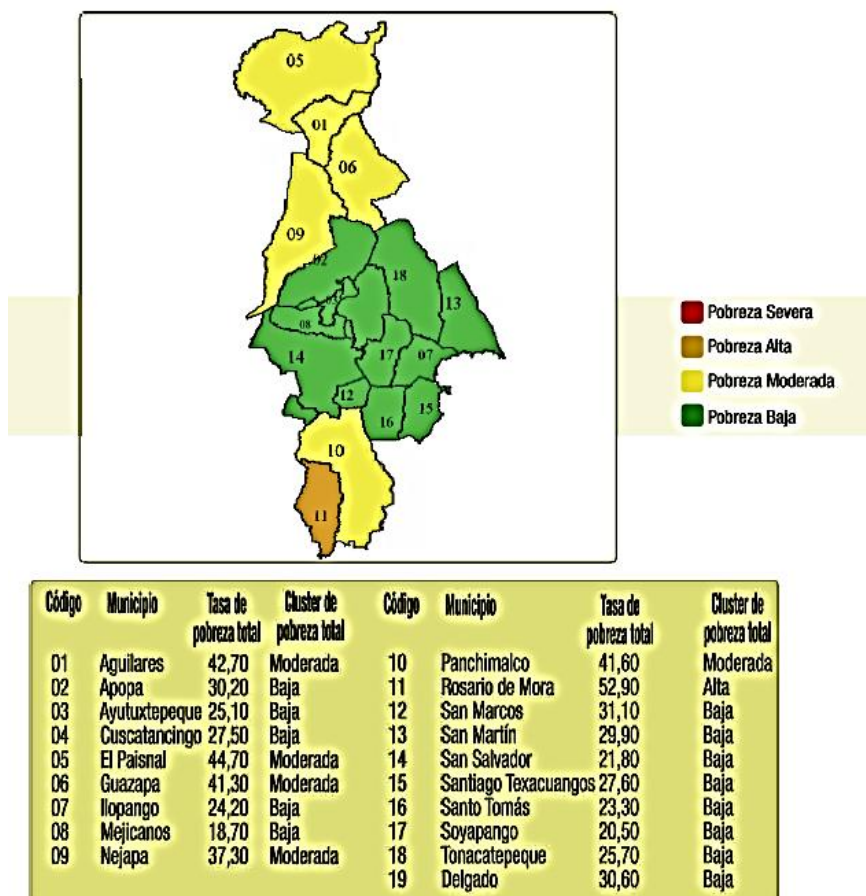 05
01
06
09
02
18
13
03
08
14
17
07
12
15
16
10
11
Pobreza Severa
Pobreza Alta
Pobreza Moderada
Pobreza Baja
Código Municipio Tasa de pobreza total Cluster de pobreza total Código Municipio Tasa de pobreza total Cluster de pobreza total
01 Aguilares 42,70 Moderada 10 Panchimalco 41,60 Moderada
02 Apopa 30,20 Baja 11 Rosario de Mora 52,90 Alta
03 Ayutuxtepeque 25,10 Baja 12 San Marcos 31,10 Baja
04 Cuscatancingo 27,50 Baja 13 San Martín 29,90 Baja
05 El Paisnal 44,70 Moderada 14 San Salvador 21,80 Baja
06 Guazapa 41,30 Moderada 15 Santiago Texacuangos 27,60 Baja
07 Ilopango 24,20 Baja 16 Santo Tomás 23,30 Baja
08 Mejicanos 18,70 Baja 17 Soyapango 20,50 Baja
09 Nejapa 37,30 Moderada 18 Tonacatepeque 25,70 Baja
19 Delgado 30,60 Baja